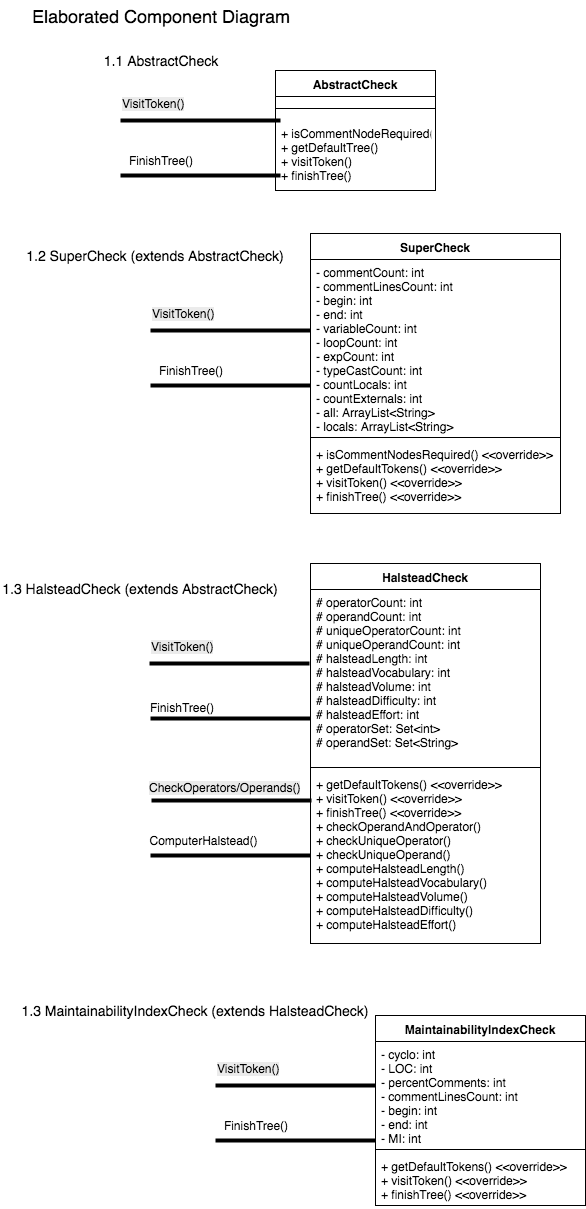 Elaborated Component Diagram
1.1 AbstractCheck
AbstractCheck
VisitToken()
FinishTree()
+ isCommentNodeRequired(
+ getDefaultTree()
+ visitToken()
+ finishTree()
1.2 SuperCheck (extends AbstractCheck)
SuperCheck
VisitToken()
FinishTree()
- commentCount: int
- commentLinesCount: int
- begin: int
- end: int
- variableCount: int
- loopCount: int
- expCount: int
- typeCastCount: int
- countLocals: int
- countExternals: int
- all: ArrayList<String>
- locals: ArrayList<String>
+ isCommentNodesRequired() <<override>>
+ getDefaultTokens() <<override>>
+ visitToken() <<override>>
+ finishTree() <<override>>
1.3 HalsteadCheck (extends AbstractCheck)
HalsteadCheck
VisitToken()
FinishTree()
CheckOperators/Operands()
ComputerHalstead()
# operatorCount: int
# operandCount: int
# uniqueOperatorCount: int
# uniqueOperandCount: int
# halsteadLength: int
# halsteadVocabulary: int
# halsteadVolume: int
# halsteadDifficulty: int
# halsteadEffort: int
# operatorSet: Set<int>
# operandSet: Set<String>
+ getDefaultTokens() <<override>>
+ visitToken() <<override>>
+ finishTree() <<override>>
+ checkOperandAndOperator()
+ checkUniqueOperator()
+ checkUniqueOperand()
+ computeHalsteadLength()
+ computeHalsteadVocabulary()
+ computeHalsteadVolume()
+ computeHalsteadDifficulty()
+ computeHalsteadEffort()
1.3 MaintainabilityIndexCheck (extends HalsteadCheck)
MaintainabilityIndexCheck
VisitToken()
FinishTree()
- cyclo: int
- LOC: int
- percentComments: int
- commentLinesCount: int
- begin: int
- end: int
- MI: int
+ getDefaultTokens() <<override>>
+ visitToken() <<override>>
+ finishTree() <<override>>